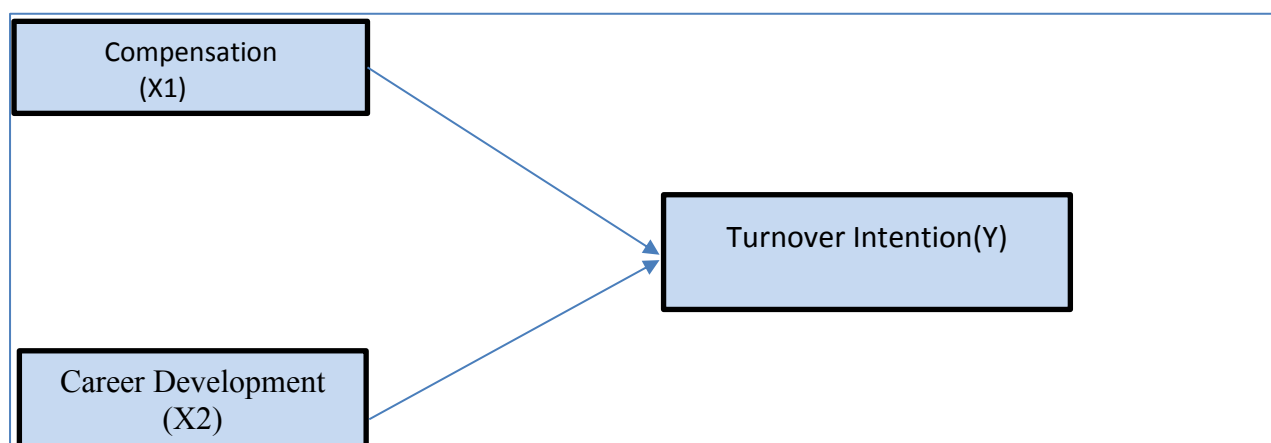 Compensation
(X1)
Turnover Intention(Y)
Career Development
(X2)